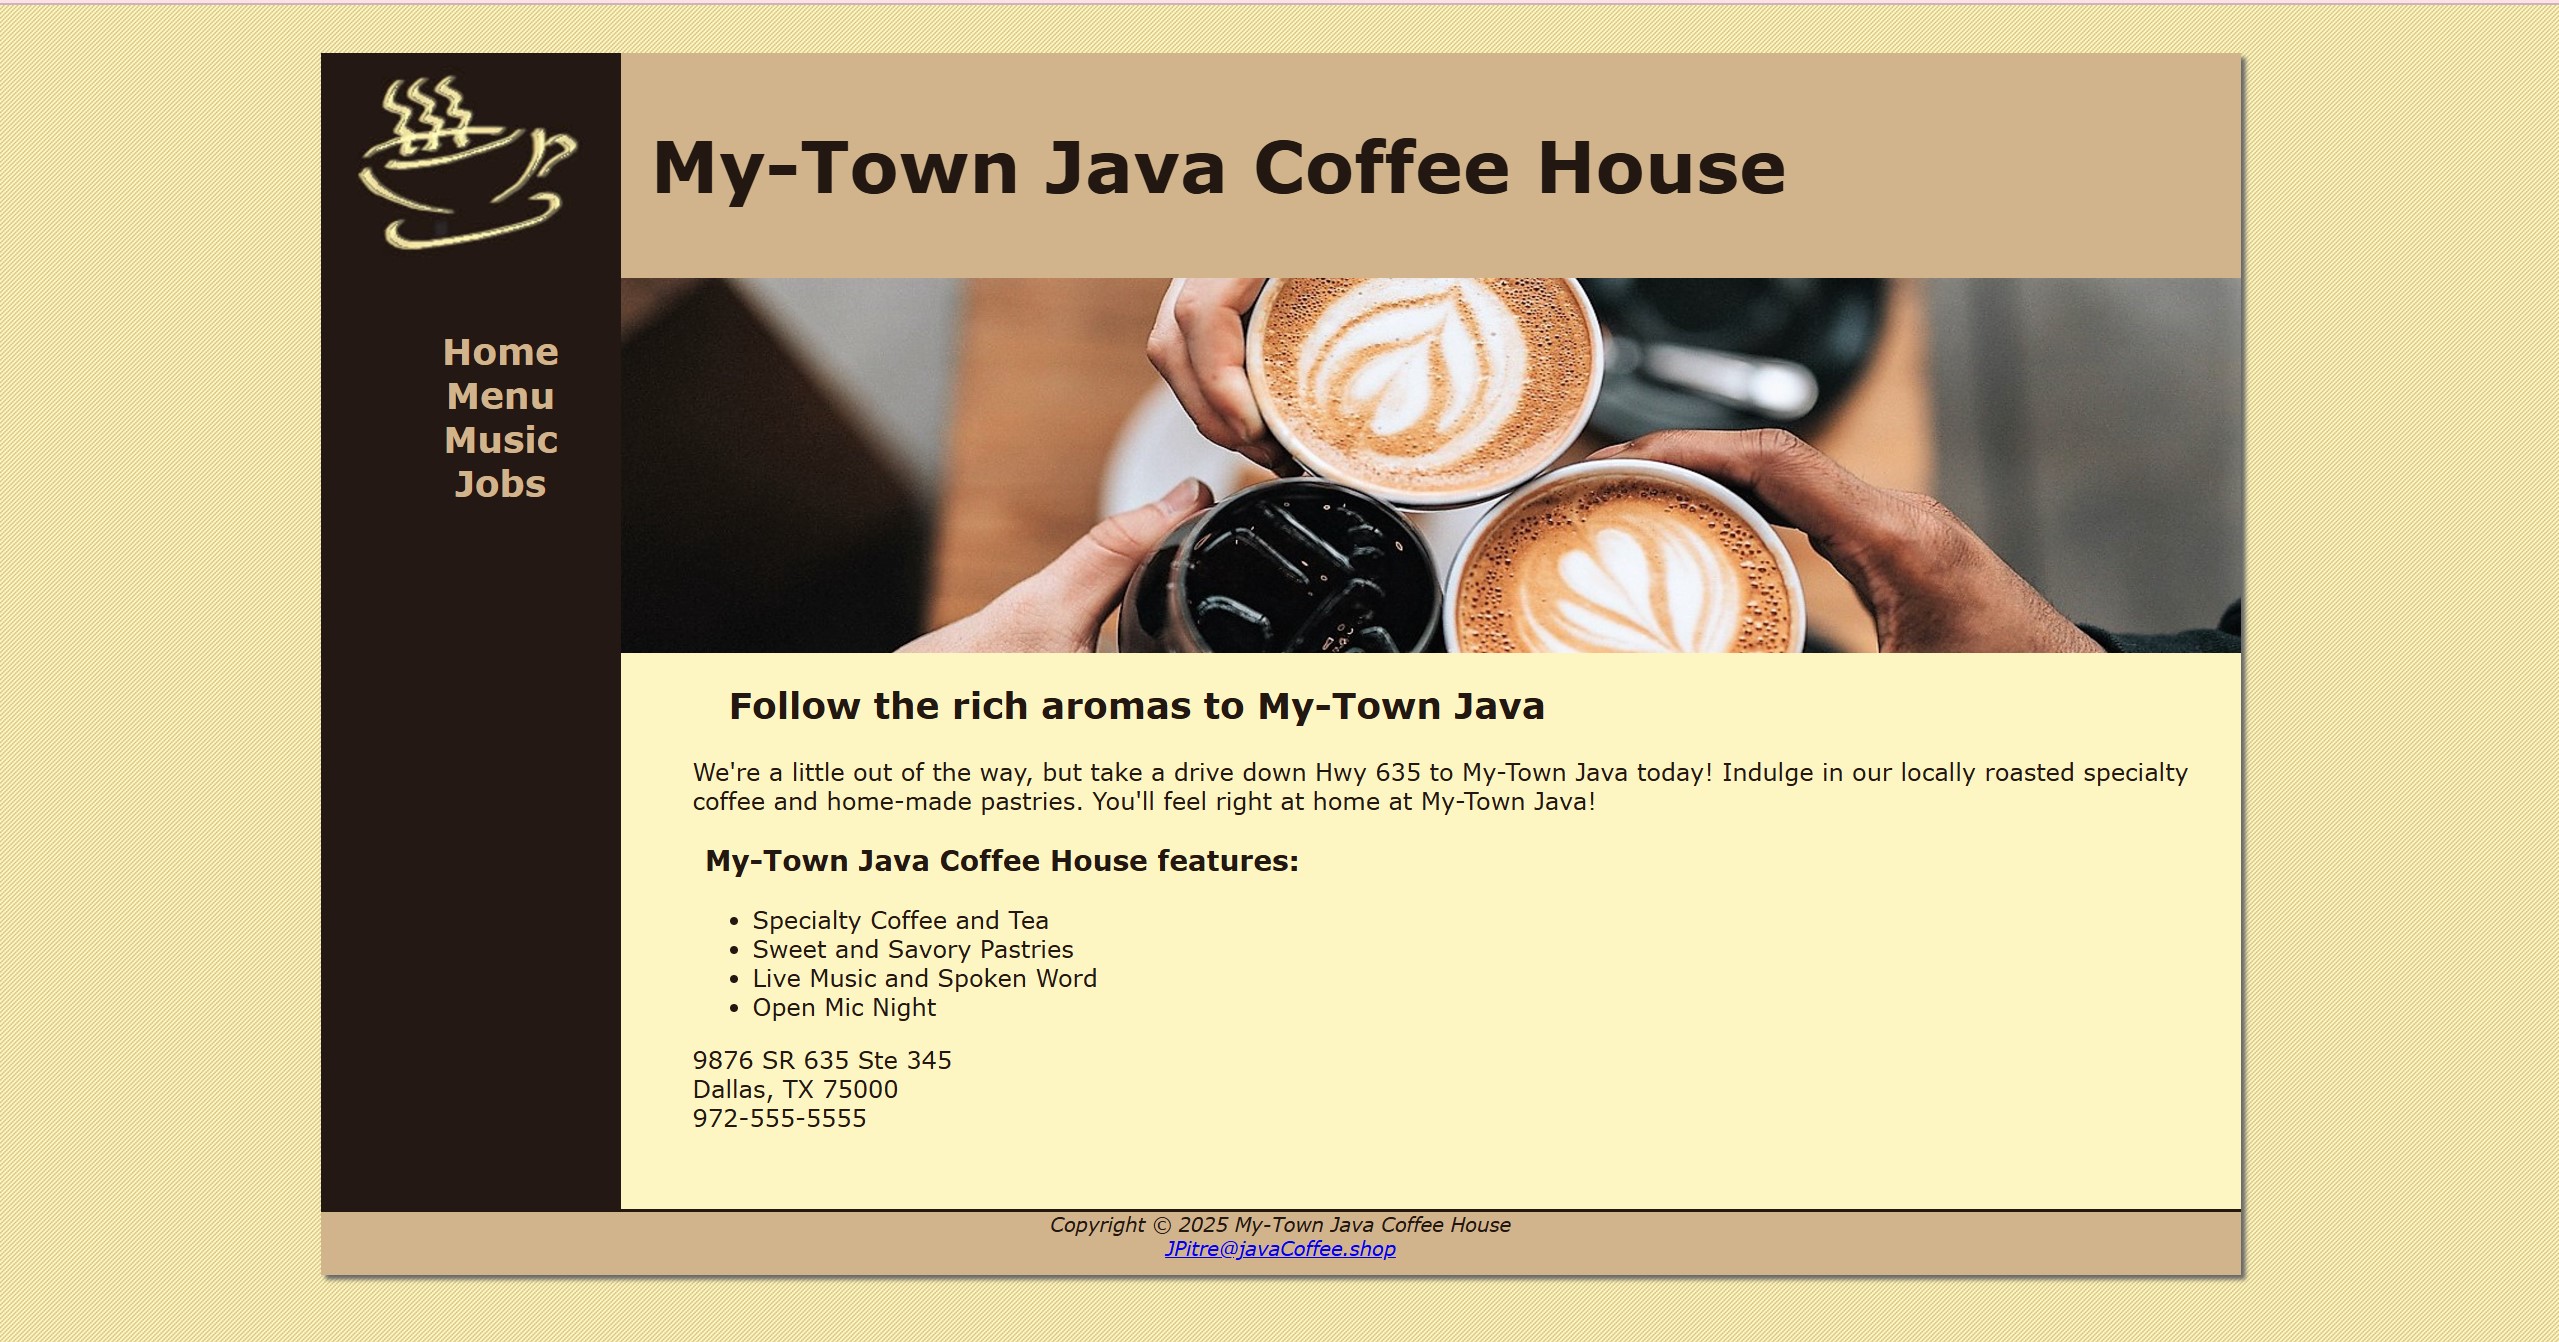 My-Town Java Coffee House
Home
Menu
Music
Jobs
Follow the rich aromas to My-Town Java
We're a little out of the way, but take a drive down Hwy 635 to My-Town Java today! Indulge in our locally roasted specialty
coffee and home-made pastries. You'll feel right at home at My-Town Java!
My-Town Java Coffee House features:
• Specialty Coffee and Tea
• Sweet and Savory Pastries
• Live Music and Spoken Word
• Open Mic Night
9876 SR 635 Ste 345
Dallas, TX 75000
972-555-5555
Copyright © 2025 My-Town Java Coffee House
JPitre@javaCoffee.shop